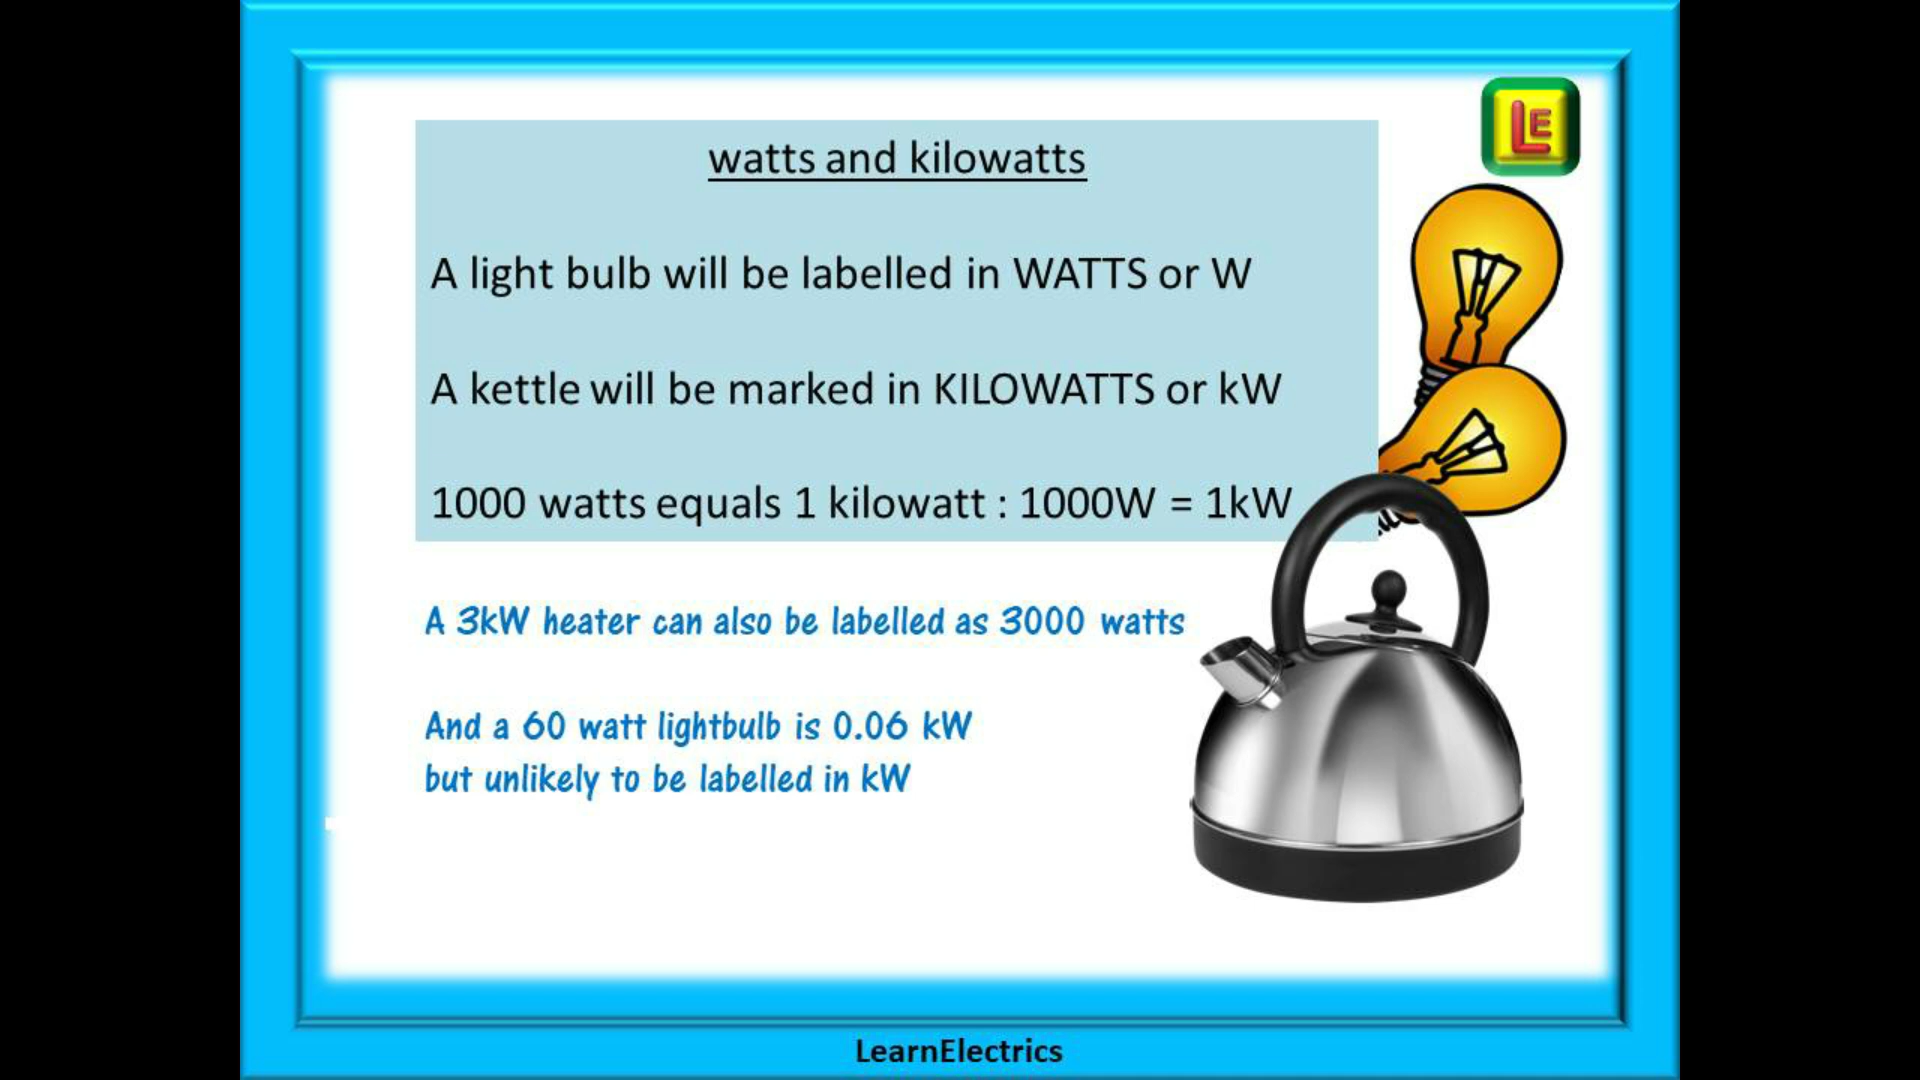 LE
watts and kilowatts
A light bulb will be labelled in WATTS or W
A kettle will be marked in KILOWATTS or kW
1000 watts equals 1 kilowatt : 1000W = 1kW
A 3kW heater can also be labelled as 3000 watts
And a 60 watt lightbulb is 0.06 kW
but unlikely to be labelled in kW
LearnElectrics